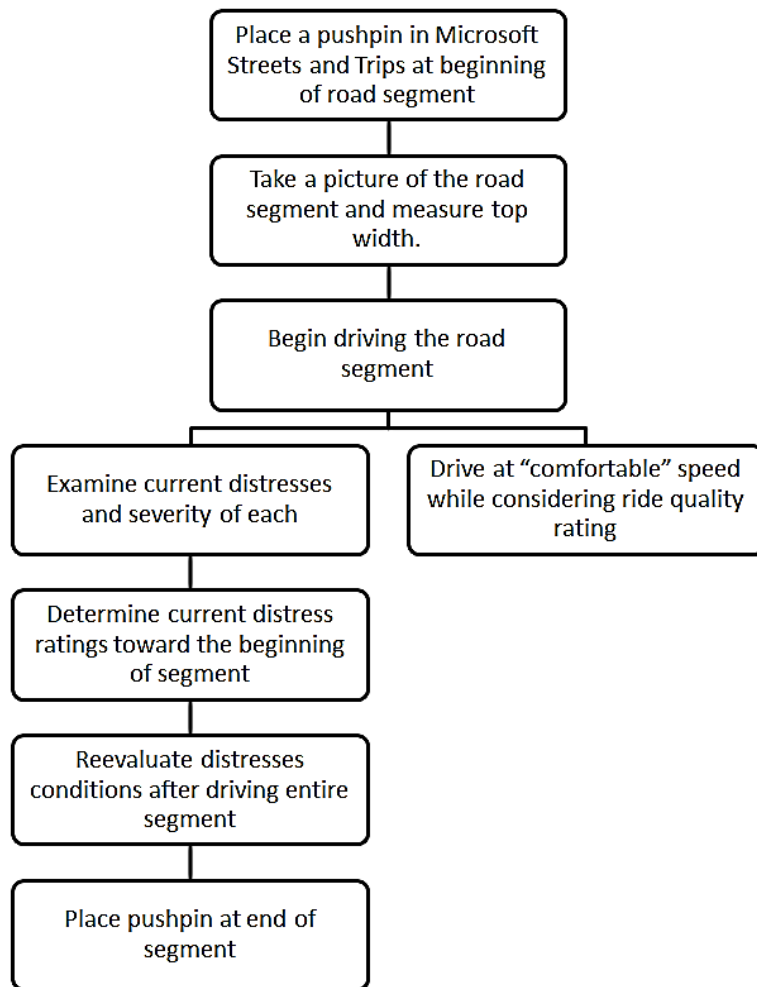 Place a pushpin in Microsoft
Streets and Trips at beginning
of road segment
Take a picture of the road
segment and measure top
width.
Begin driving the road
segment
Examine current distresses
and severity of each
Drive at “comfortable” speed
while considering ride quality
rating
Determine current distress
ratings toward the beginning
of segment
Reevaluate distresses
conditions after driving entire
segment
Place pushpin at end of
segment